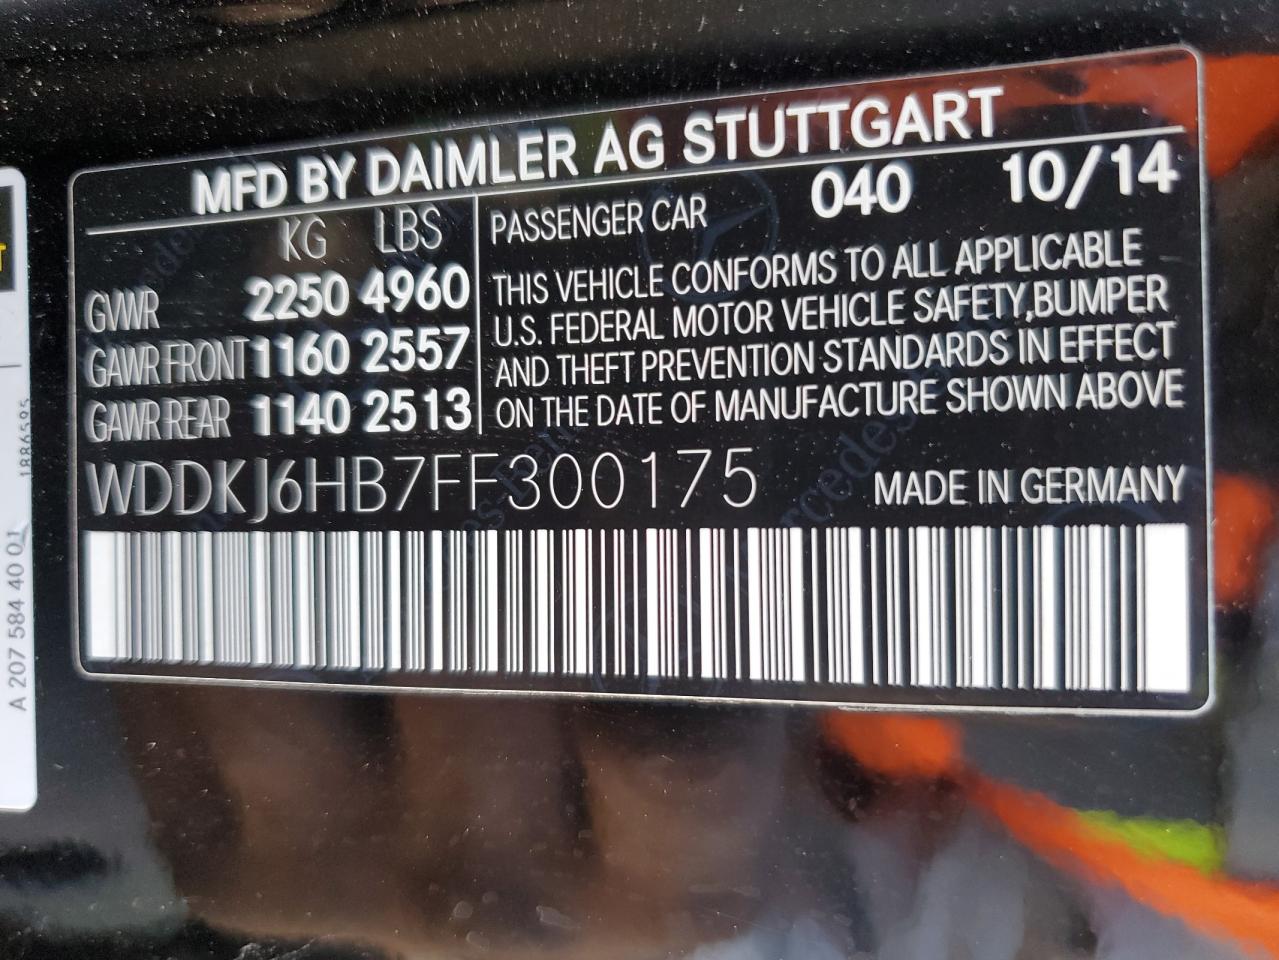 MFD BY DAIMLER AG STUTTGART
KG LBS
GVWR 2250 4960
GAWR FRONT 1160 2557
GAWR REAR 1140 2513
PASSENGER CAR 040 10/14
THIS VEHICLE CONFORMS TO ALL APPLICABLE
U.S. FEDERAL MOTOR VEHICLE SAFETY,BUMPER
AND THEFT PREVENTION STANDARDS IN EFFECT
ON THE DATE OF MANUFACTURE SHOWN ABOVE
WDDKJ6HB7FF300175 MADE IN GERMANY
A 207 584 40 01
1886595